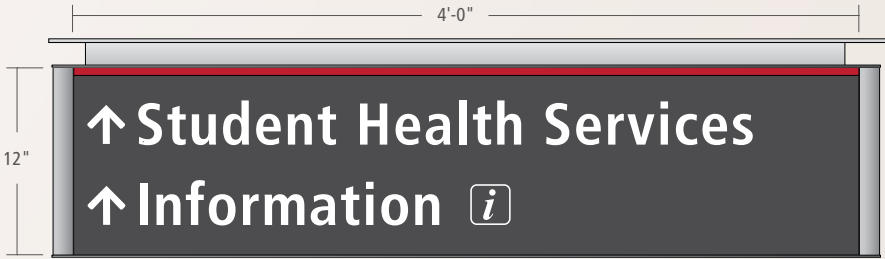 4'-0"
12"
↑ Student Health Services
↑ Information i